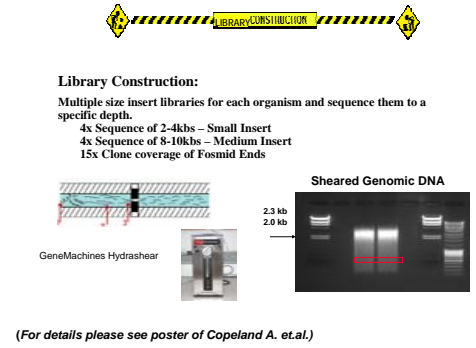 LIBRARY CONSTRUCTION
Library Construction:
Multiple size insert libraries for each organism and sequence them to a
specific depth.
4x Sequence of 2-4kbs – Small Insert
4x Sequence of 8-10kbs – Medium Insert
15x Clone coverage of Fosmid Ends
Sheared Genomic DNA
2.3 kb
2.0 kb
GeneMachines Hydrashear
(For details please see poster of Copeland A. et.al.)